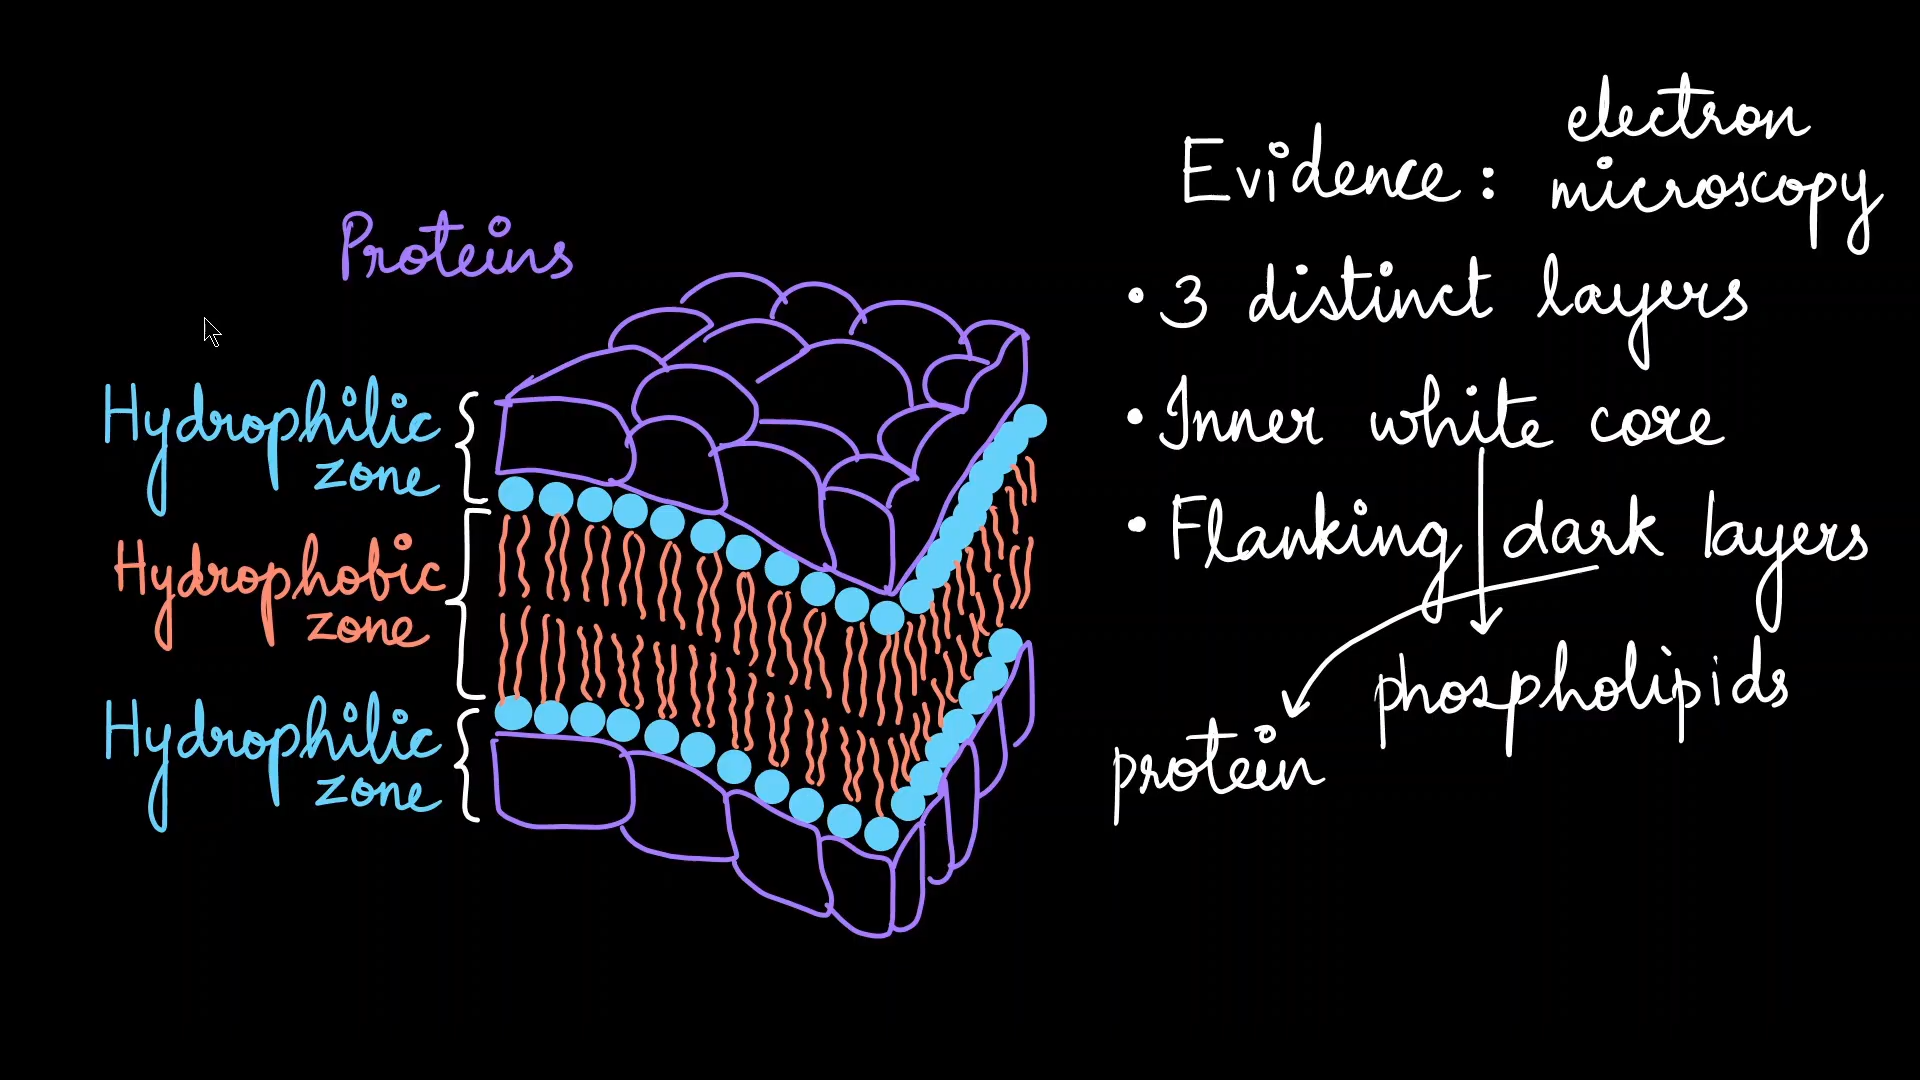 Proteins
Hydrophilic
zone
Hydrophobic
zone
Hydrophilic
zone
Evidence : electron
microscopy
• 3 distinct layers
• Inner white core
• Flanking dark layers
phospholipids
protein